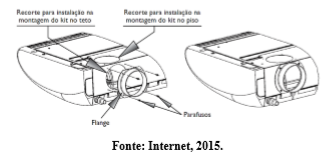 Recorte para instalação na
montagem do kit no teto
Recorte para instalação na
montagem do kit no piso
Parafusos
Flange
Fonte: Internet, 2015.